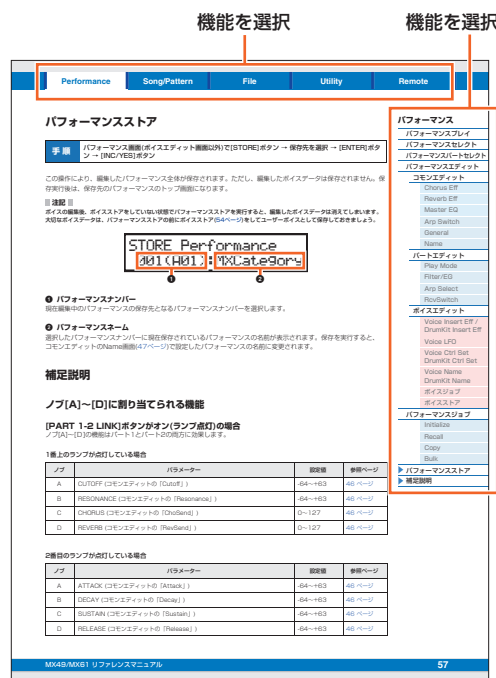 機能を選択
機能を選択
Performance Song/Pattern File Utility Remote
パフォーマンスストア
手順 パフォーマンス画面(ボイスエディット画面以外)で[STORE]ボタン → 保存先を選択 → [ENTER]ボタ
ン → [INC/YES]ボタン
この操作により、編集したパフォーマンス全体が保存されます。ただし、編集したボイスデータは保存されません。保
存実行後は、保存先のパフォーマンスのトップ画面になります。
注記
ボイスの編集後、ボイスストアをしていない状態でパフォーマンスストアを実行すると、編集したボイスデータは消えてしまいます。
大切なボイスデータは、パフォーマンスストアの前にボイスストア(54ページ)をしてユーザーボイスとして保存しておきましょう。
STORE Performance
001(A01):MXCategory
❶ ❷
❶ パフォーマンスナンバー
現在編集中のパフォーマンスの保存先となるパフォーマンスナンバーを選択します。
❷ パフォーマンスネーム
選択したパフォーマンスナンバーに現在保存されているパフォーマンスの名前が表示されます。保存を実行すると、
コモンエディットのName画面(47ページ)で設定したパフォーマンスの名前に変更されます。
補足説明
ノブ[A]～[D]に割り当てられる機能
[PART 1-2 LINK]ボタンがオン(ランプ点灯)の場合
ノブ[A]～[D]の機能はパート1とパート2の両方に効果します。
1番上のランプが点灯している場合
ノブ パラメーター 設定値 参照ページ
A CUTOFF (コモンエディットの「Cutoff」) -64～+63 46 ページ
B RESONANCE (コモンエディットの「Resonance」) -64～+63 46 ページ
C CHORUS (コモンエディットの「ChoSend」) 0～127 46 ページ
D REVERB (コモンエディットの「RevSend」) 0～127 46 ページ
2番目のランプが点灯している場合
ノブ パラメーター 設定値 参照ページ
A ATTACK (コモンエディットの「Attack」) -64～+63 46 ページ
B DECAY (コモンエディットの「Decay」) -64～+63 46 ページ
C SUSTAIN (コモンエディットの「Sustain」) -64～+63 46 ページ
D RELEASE (コモンエディットの「Release」) -64～+63 46 ページ
パフォーマンス
パフォーマンスプレイ
パフォーマンスセレクト
パフォーマンスパートセレクト
パフォーマンスエディット
コモンエディット
Chorus Eff
Reverb Eff
Master EQ
Arp Switch
General
Name
パートエディット
Play Mode
Filter/EG
Arp Select
RcvSwitch
ボイスエディット
Voice Insert Eff /
DrumKit Insert Eff
Voice LFO
Voice Ctrl Set
DrumKit Ctrl Set
Voice Name
DrumKit Name
ボイスジョブ
ボイスストア
パフォーマンスジョブ
Initialize
Recall
Copy
Bulk
パフォーマンスストア
補足説明
MX49/MX61 リファレンスマニュアル 57